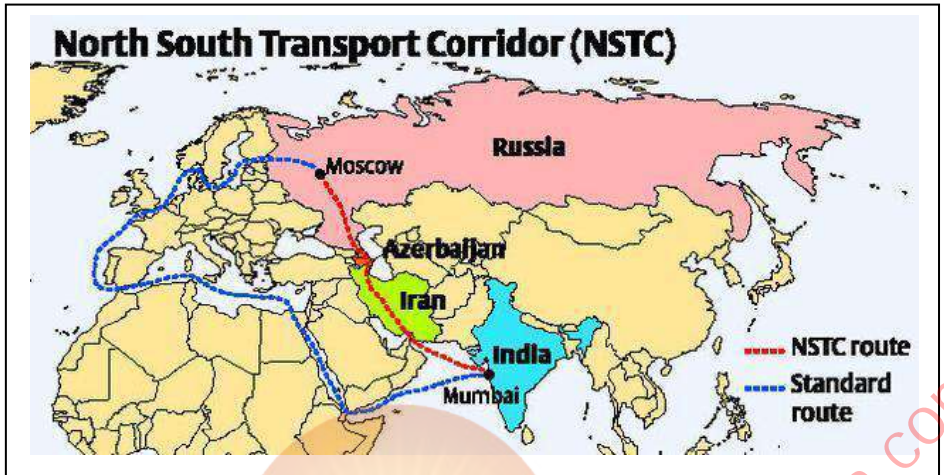 North South Transport Corridor (NSTC)
Russia
Moscow
Azerbaijan
Iran
India
Mumbai
NSTC route
Standard
route